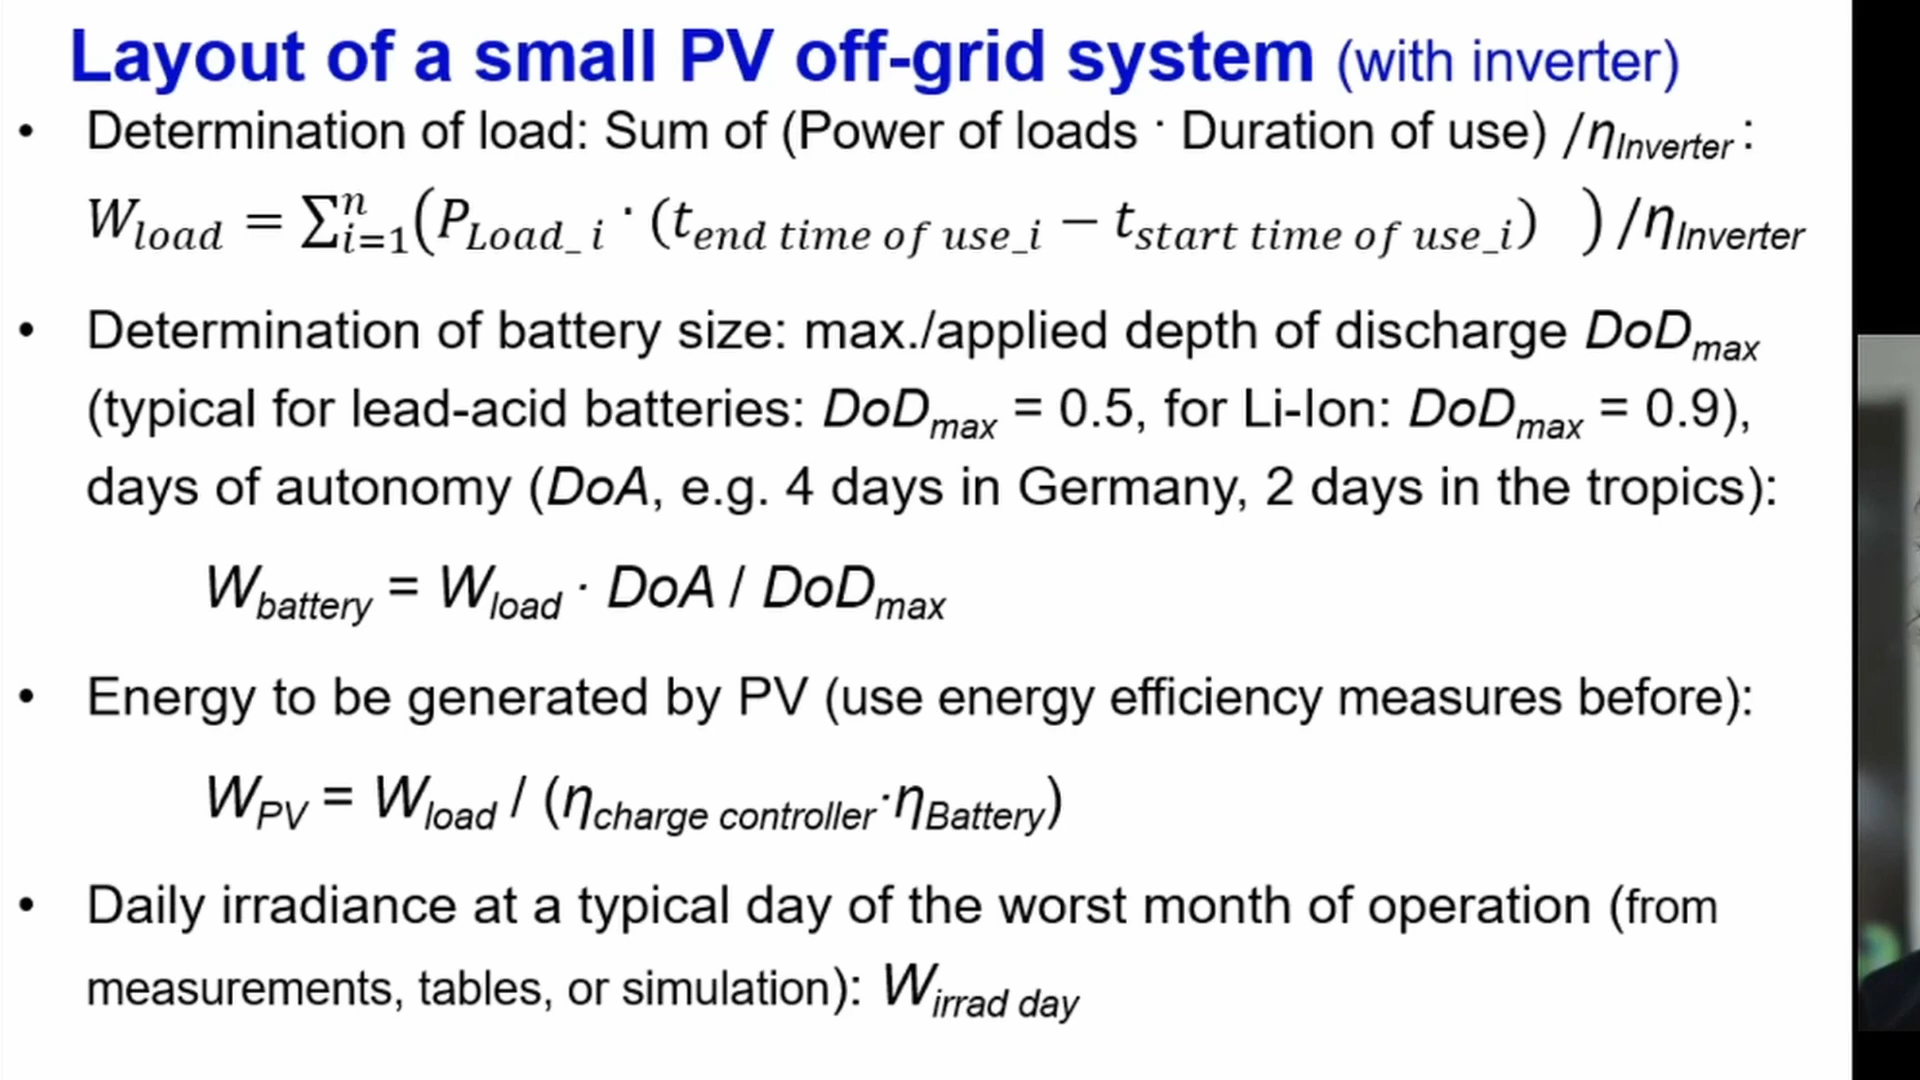 Layout of a small PV off-grid system (with inverter)
• Determination of load: Sum of (Power of loads · Duration of use) /ηInverter :
Wload = ∑ni=1(PLoad_i · (tend time of use_i − tstart time of use_i) )/ηInverter
• Determination of battery size: max./applied depth of discharge DoDmax
(typical for lead-acid batteries: DoDmax = 0.5, for Li-Ion: DoDmax = 0.9),
days of autonomy (DoA, e.g. 4 days in Germany, 2 days in the tropics):
Wbattery = Wload · DoA / DoDmax
• Energy to be generated by PV (use energy efficiency measures before):
WPV = Wload / (ηcharge controller·ηBattery)
• Daily irradiance at a typical day of the worst month of operation (from
measurements, tables, or simulation): Wirrad day